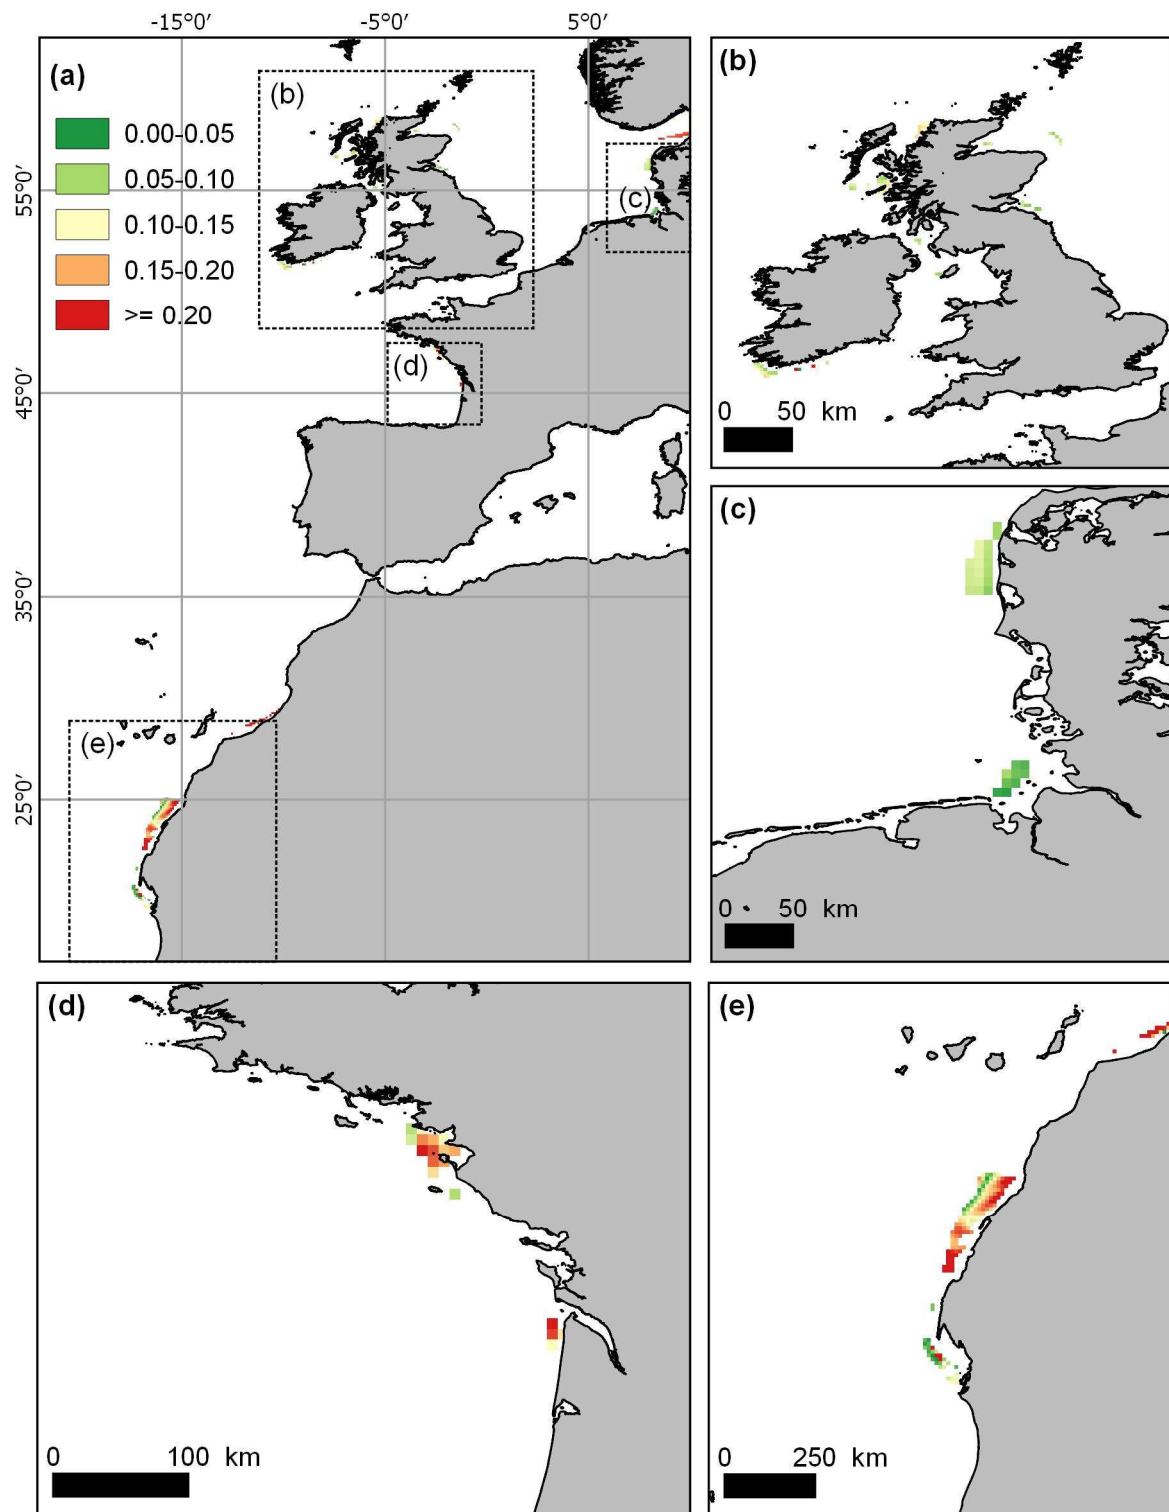 -15°0′ -5°0′ 5°0′
(a)
(b)
0.00-0.05
0.05-0.10
0.10-0.15
0.15-0.20
>= 0.20
(c)
(d)
(e)
55°0′
45°0′
35°0′
25°0′
(b)
0 50 km
(c)
0 50 km
(d)
0 100 km
(e)
0 250 km